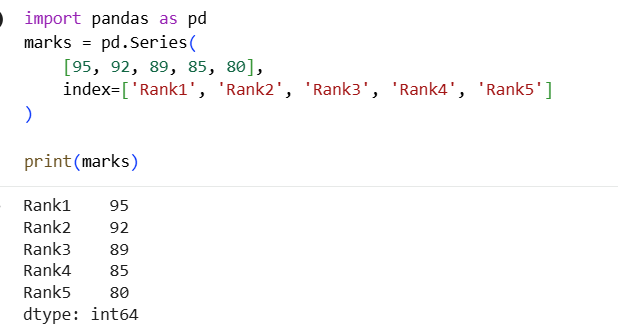 import pandas as pd
marks = pd.Series(
    [95, 92, 89, 85, 80],
    index=['Rank1', 'Rank2', 'Rank3', 'Rank4', 'Rank5']
)

print(marks)
Rank1    95
Rank2    92
Rank3    89
Rank4    85
Rank5    80
dtype: int64